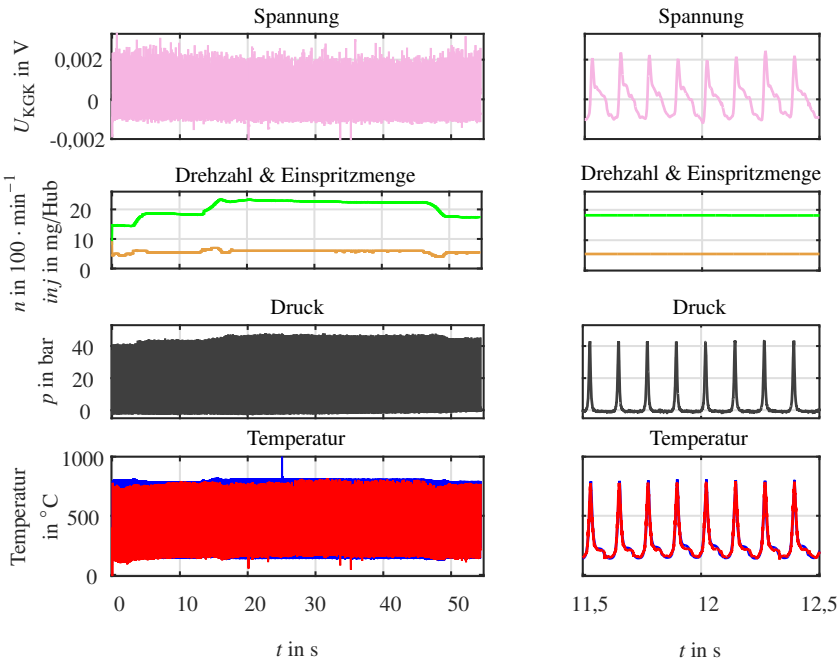 Spannung
Spannung
U_KGK in V
0,002
0
-0,002
Drehzahl & Einspritzmenge
Drehzahl & Einspritzmenge
n in 100 · min⁻¹
inj in mg/Hub
20
10
0
Druck
Druck
p in bar
40
20
0
Temperatur
Temperatur
Temperatur
in °C
1000
500
0
0 10 20 30 40 50
11,5 12 12,5
t in s
t in s